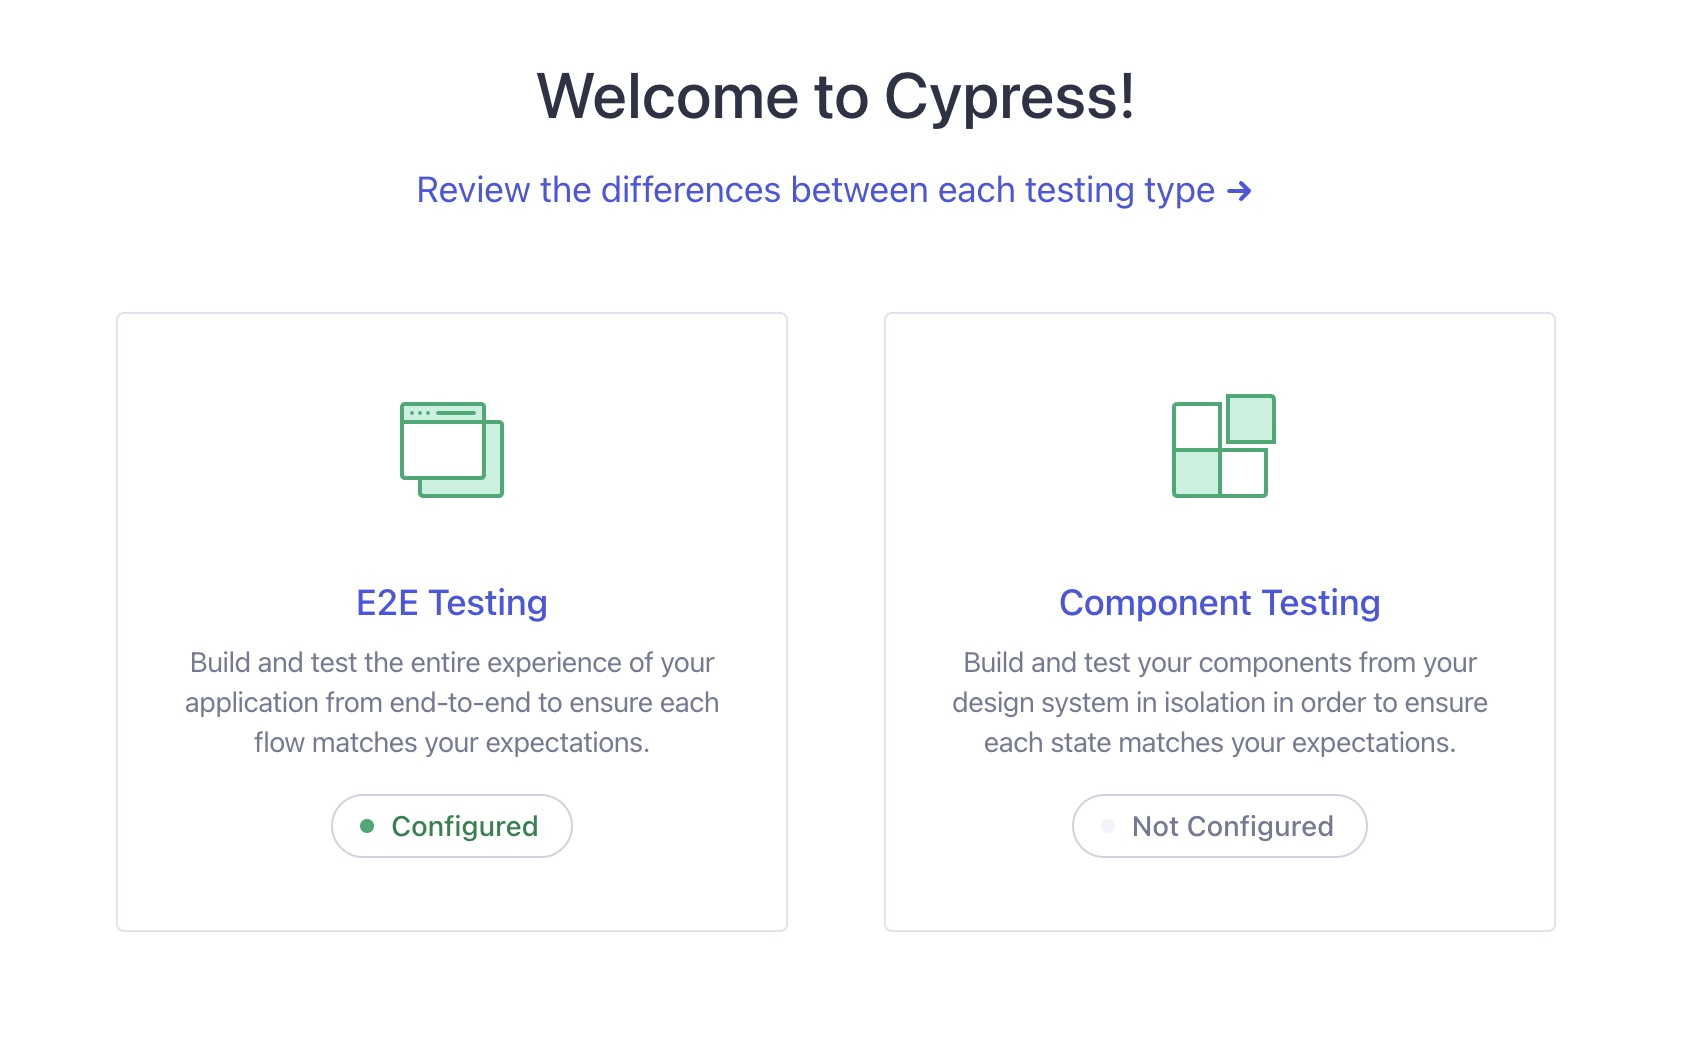 Welcome to Cypress!
Review the differences between each testing type →
E2E Testing
Build and test the entire experience of your
application from end-to-end to ensure each
flow matches your expectations.
Configured
Component Testing
Build and test your components from your
design system in isolation in order to ensure
each state matches your expectations.
Not Configured